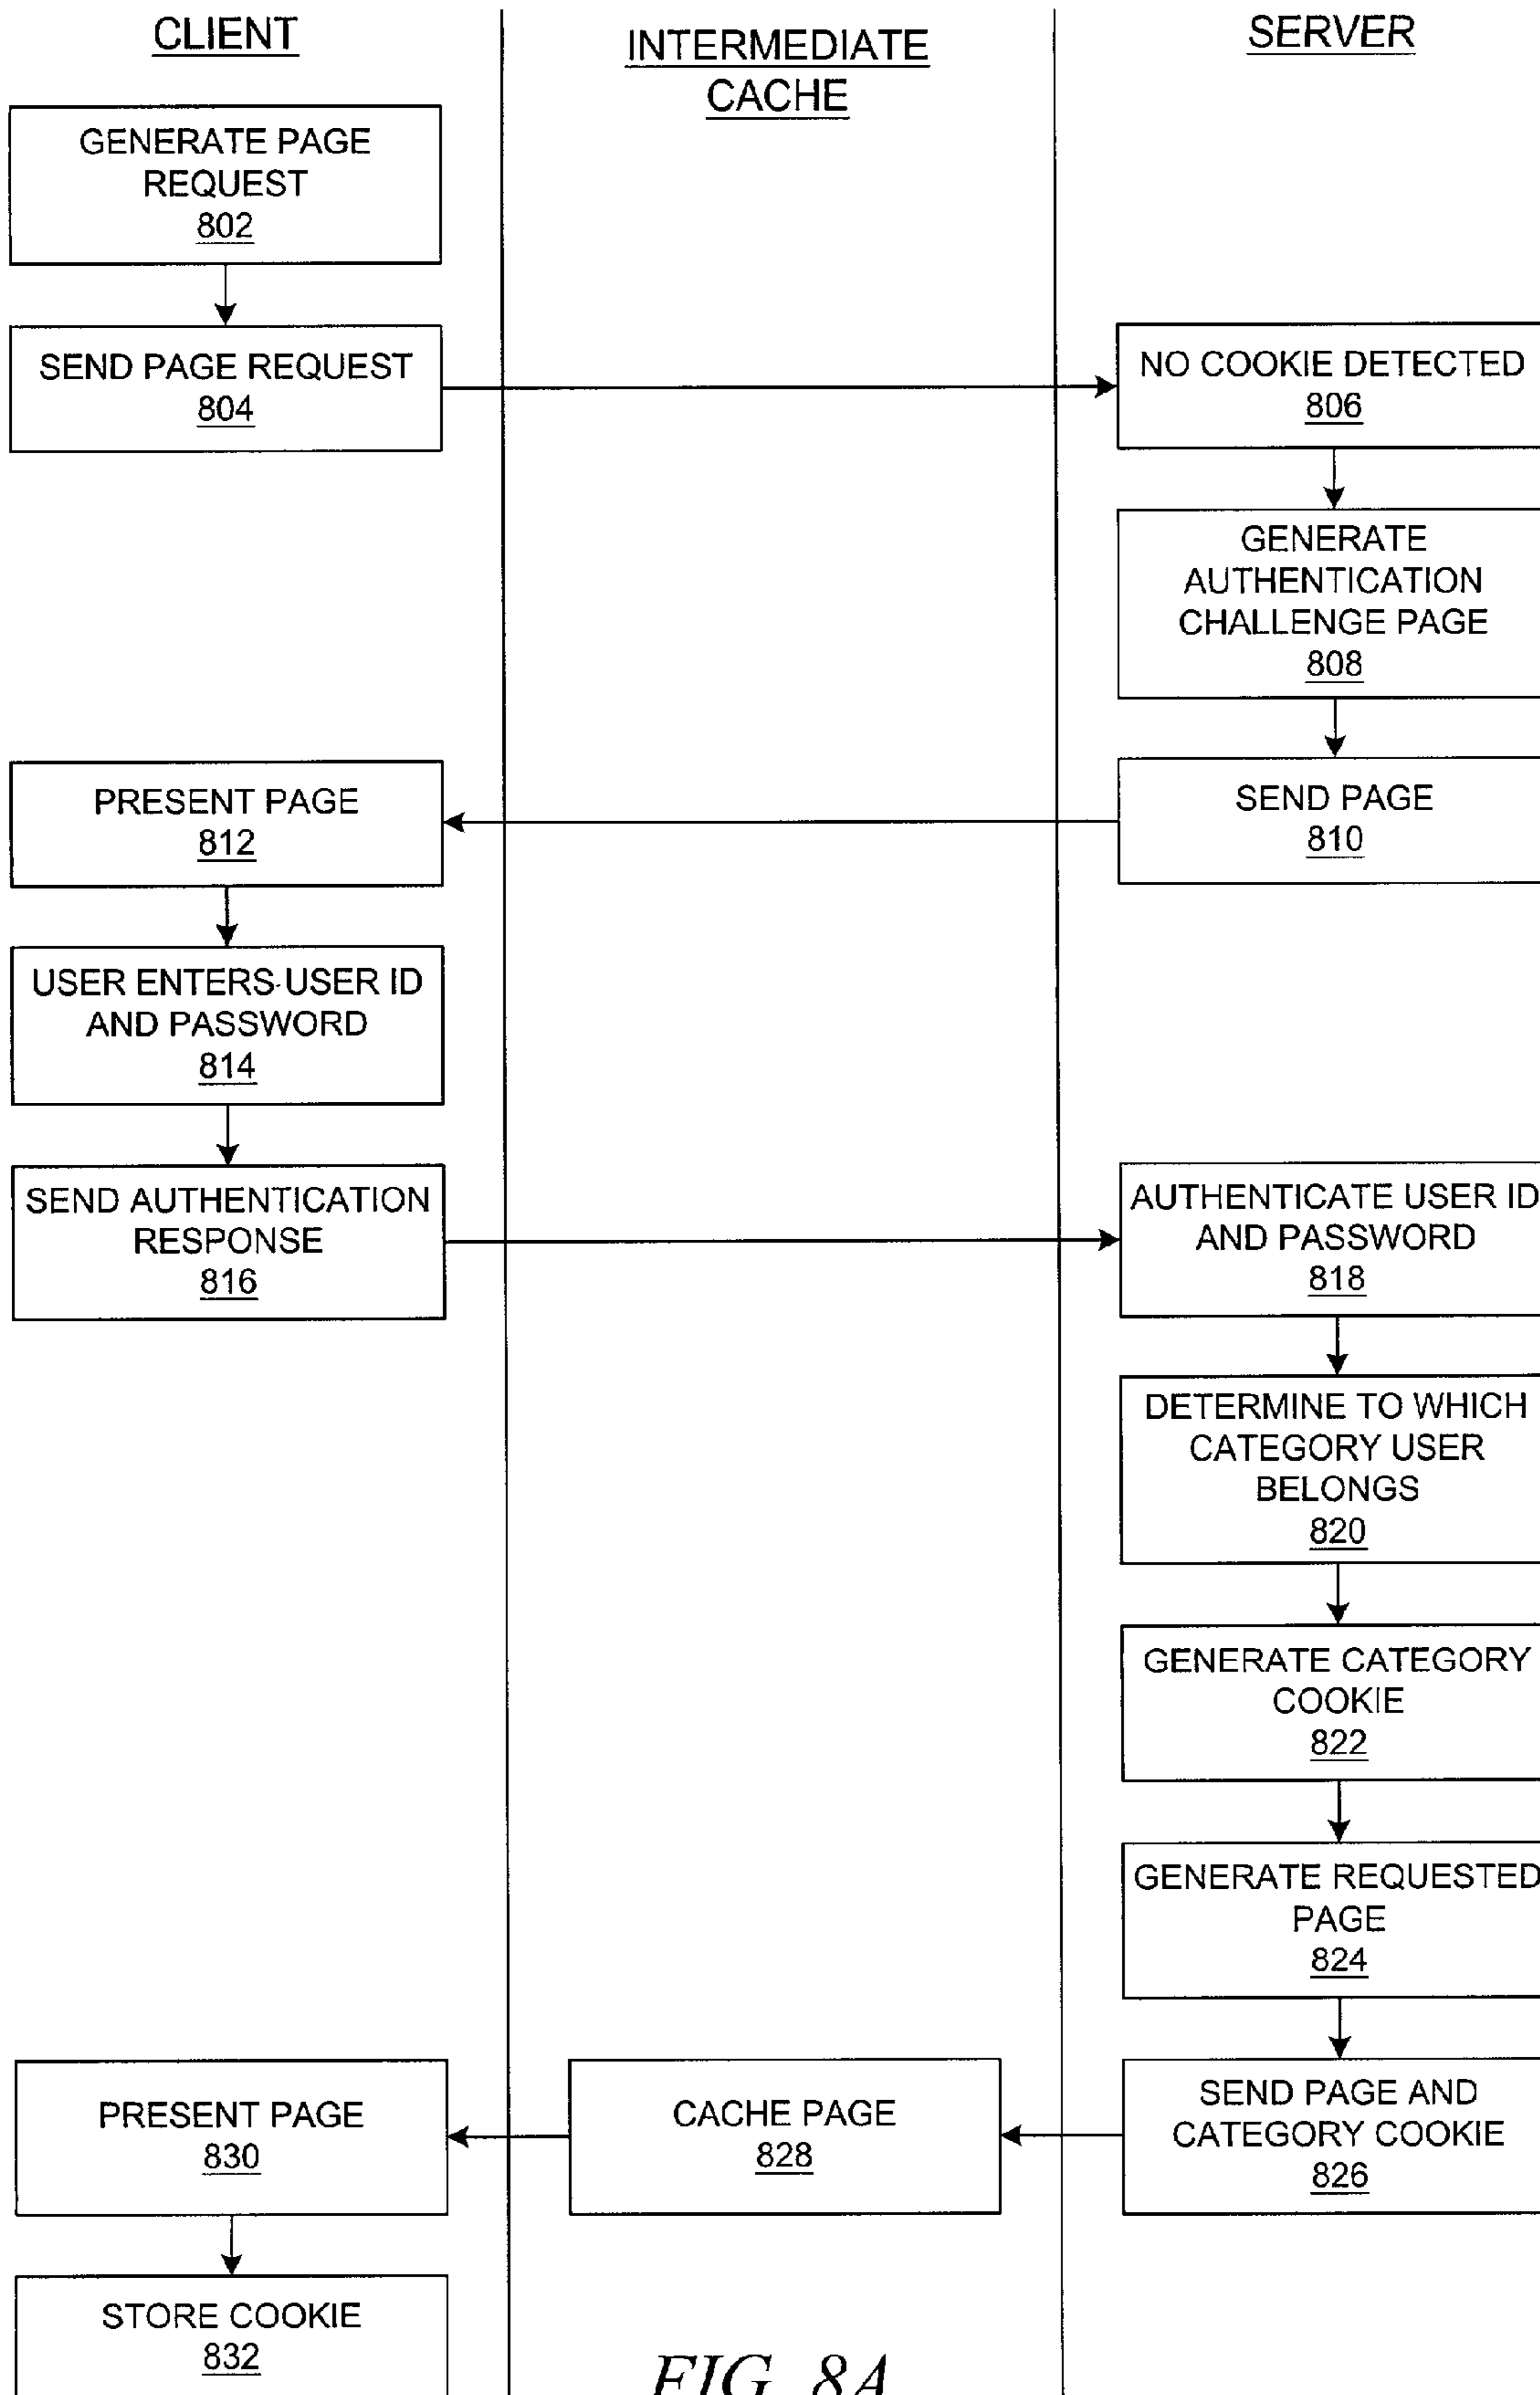 CLIENT
INTERMEDIATE
CACHE
SERVER
GENERATE PAGE
REQUEST
802
SEND PAGE REQUEST
804
NO COOKIE DETECTED
806
GENERATE
AUTHENTICATION
CHALLENGE PAGE
808
SEND PAGE
810
PRESENT PAGE
812
USER ENTERS USER ID
AND PASSWORD
814
SEND AUTHENTICATION
RESPONSE
816
AUTHENTICATE USER ID
AND PASSWORD
818
DETERMINE TO WHICH
CATEGORY USER
BELONGS
820
GENERATE CATEGORY
COOKIE
822
GENERATE REQUESTED
PAGE
824
SEND PAGE AND
CATEGORY COOKIE
826
CACHE PAGE
828
PRESENT PAGE
830
STORE COOKIE
832
FIG. 8A